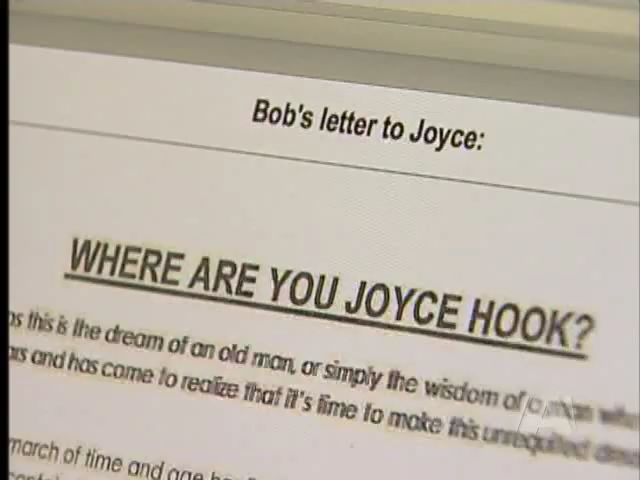 Bob's letter to Joyce:
WHERE ARE YOU JOYCE HOOK?
this is the dream of an old man, or simply the wisdom of a man
and has come to realize that it's time to make this unrequited
march of time and age